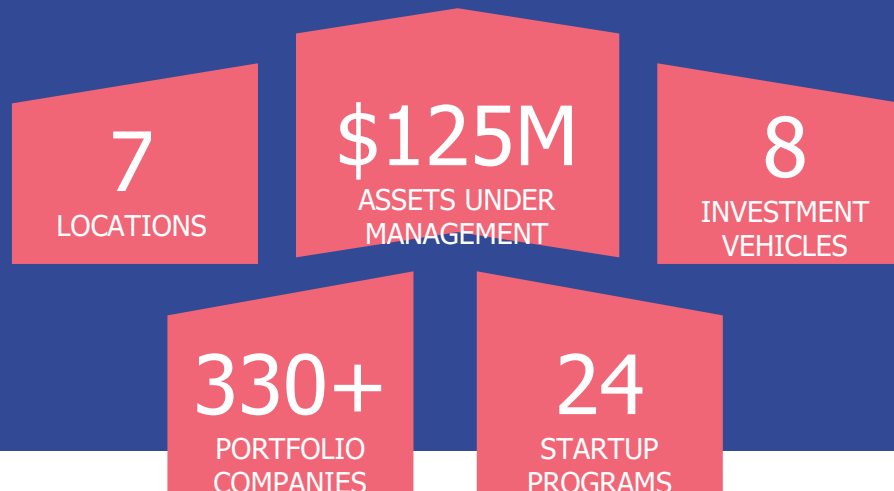 7
LOCATIONS
$125M
ASSETS UNDER
MANAGEMENT
8
INVESTMENT
VEHICLES
330+
PORTFOLIO
COMPANIES
24
STARTUP
PROGRAMS